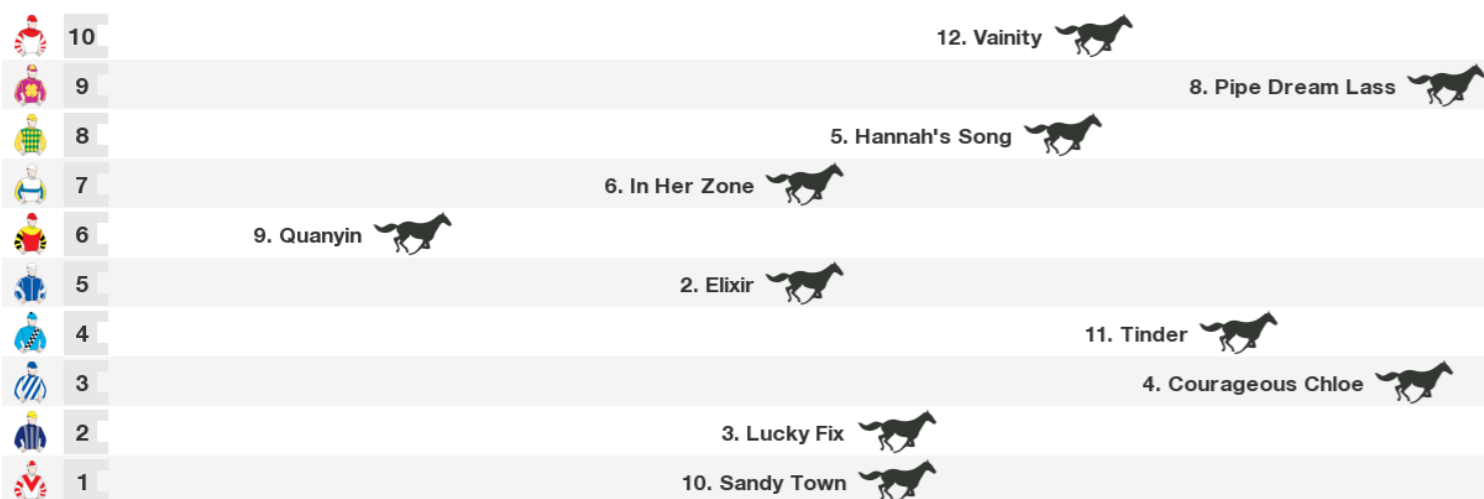 10 12. Vainity
9 8. Pipe Dream Lass
8 5. Hannah's Song
7 6. In Her Zone
6 9. Quanyin
5 2. Elixir
4 11. Tinder
3 4. Courageous Chloe
2 3. Lucky Fix
1 10. Sandy Town